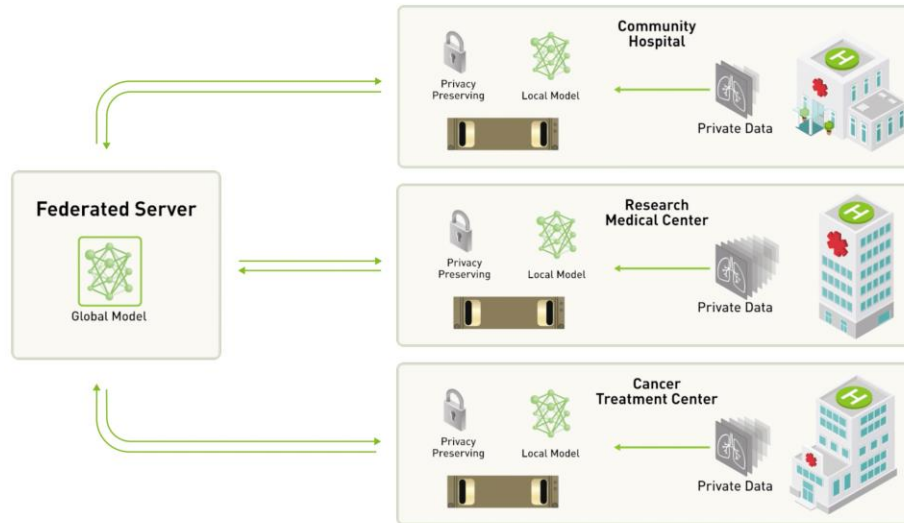 Community
Hospital
Privacy
Preserving
Local Model
Private Data
H
Federated Server
Global Model
Research
Medical Center
Privacy
Preserving
Local Model
Private Data
H
Cancer
Treatment Center
Privacy
Preserving
Local Model
Private Data
H